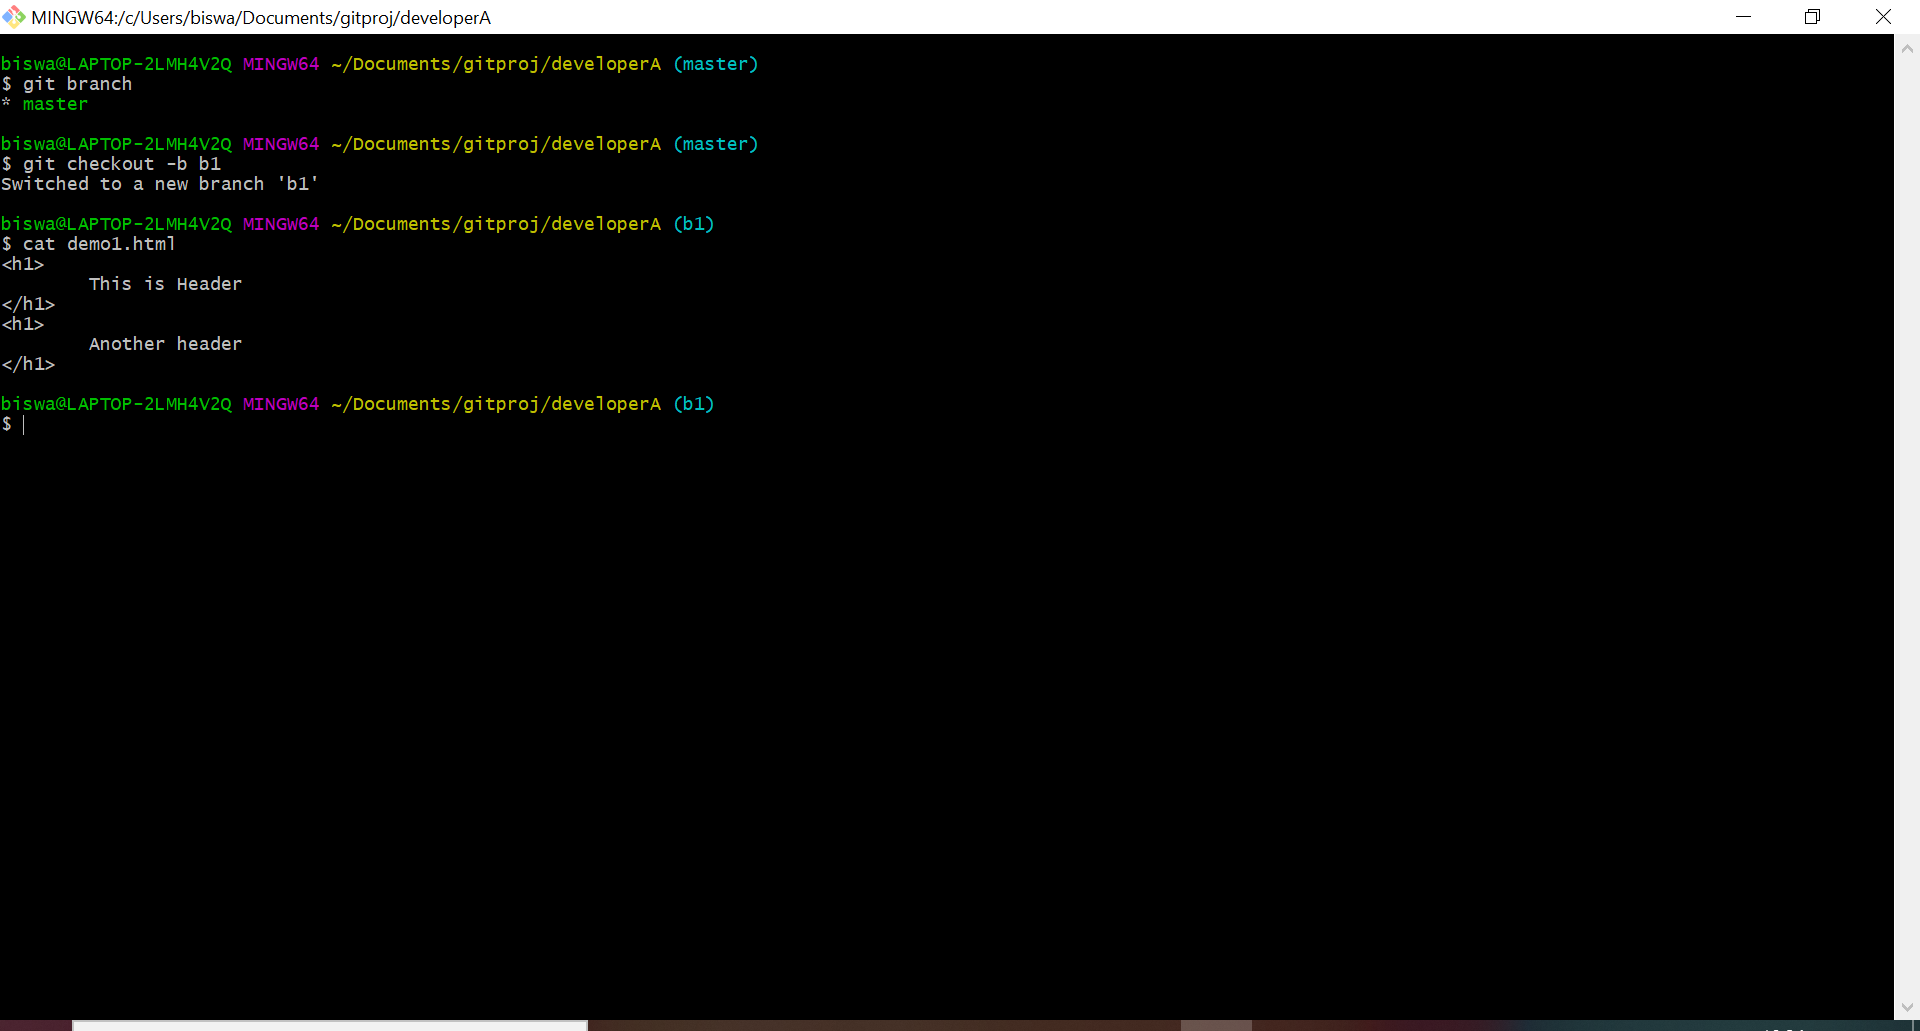 MINGW64:/c/Users/biswa/Documents/gitproj/developerA
biswa@LAPTOP-2LMH4V2Q MINGW64 ~/Documents/gitproj/developerA (master)
$ git branch
* master
biswa@LAPTOP-2LMH4V2Q MINGW64 ~/Documents/gitproj/developerA (master)
$ git checkout -b b1
Switched to a new branch 'b1'
biswa@LAPTOP-2LMH4V2Q MINGW64 ~/Documents/gitproj/developerA (b1)
$ cat demo1.html
<h1>
        This is Header
</h1>
<h1>
        Another header
</h1>
biswa@LAPTOP-2LMH4V2Q MINGW64 ~/Documents/gitproj/developerA (b1)
$